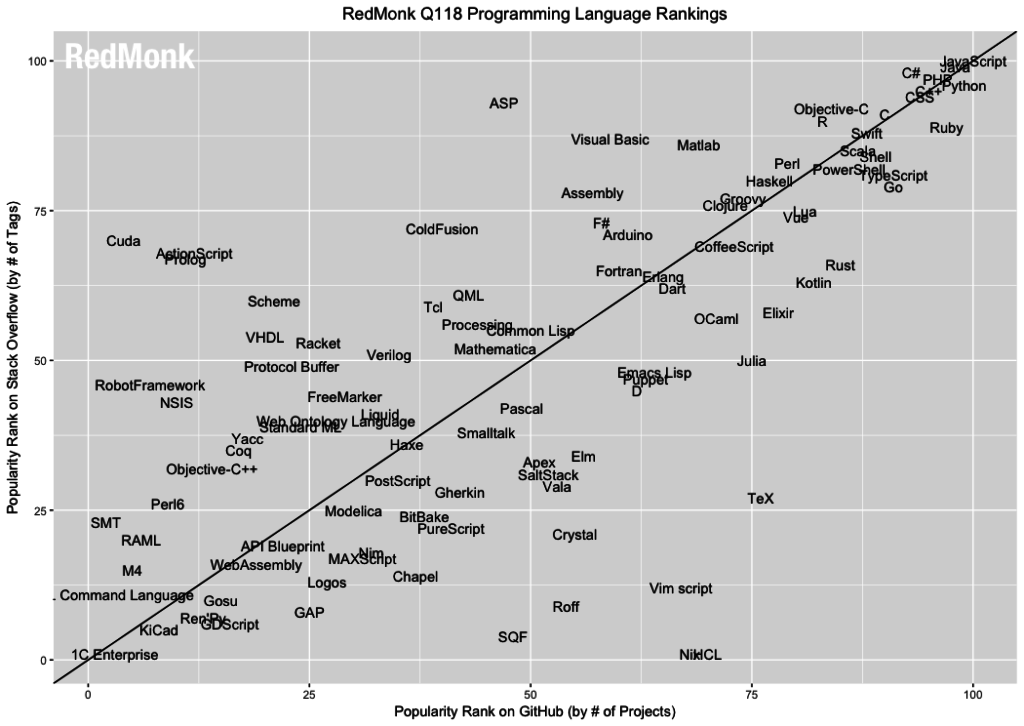 RedMonk Q118 Programming Language Rankings
RedMonk
100
75
50
25
0
Popularity Rank on Stack Overflow (by # of Tags)
JavaScript
Java
C#
PHP
Python
C++
CSS
ASP
Objective-C
C
R
Ruby
Swift
Visual Basic
Matlab
Scala
Shell
Perl
PowerShell
TypeScript
Haskell
Go
Assembly
Groovy
Clojure
Lua
Vue
F#
ColdFusion
Arduino
Cuda
CoffeeScript
ActionScript
Prolog
Rust
Fortran
Erlang
Kotlin
Dart
QML
Scheme
Tcl
Elixir
OCaml
Processing
Common Lisp
VHDL
Racket
Mathematica
Verilog
Julia
Protocol Buffer
Emacs Lisp
Puppet
RobotFramework
D
FreeMarker
NSIS
Pascal
Liquid
Web Ontology Language
Standard ML
Smalltalk
Yacc
Haxe
Coq
Elm
Apex
Objective-C++
SaltStack
PostScript
Vala
Gherkin
TeX
Perl6
Modelica
BitBake
SMT
PureScript
Crystal
RAML
API Blueprint
Nim
MAXScript
WebAssembly
M4
Chapel
Logos
Vim script
Command Language
Gosu
Roff
GAP
Ren'Py
GDScript
KiCad
SQF
1C Enterprise
0
25
50
75
100
Popularity Rank on GitHub (by # of Projects)